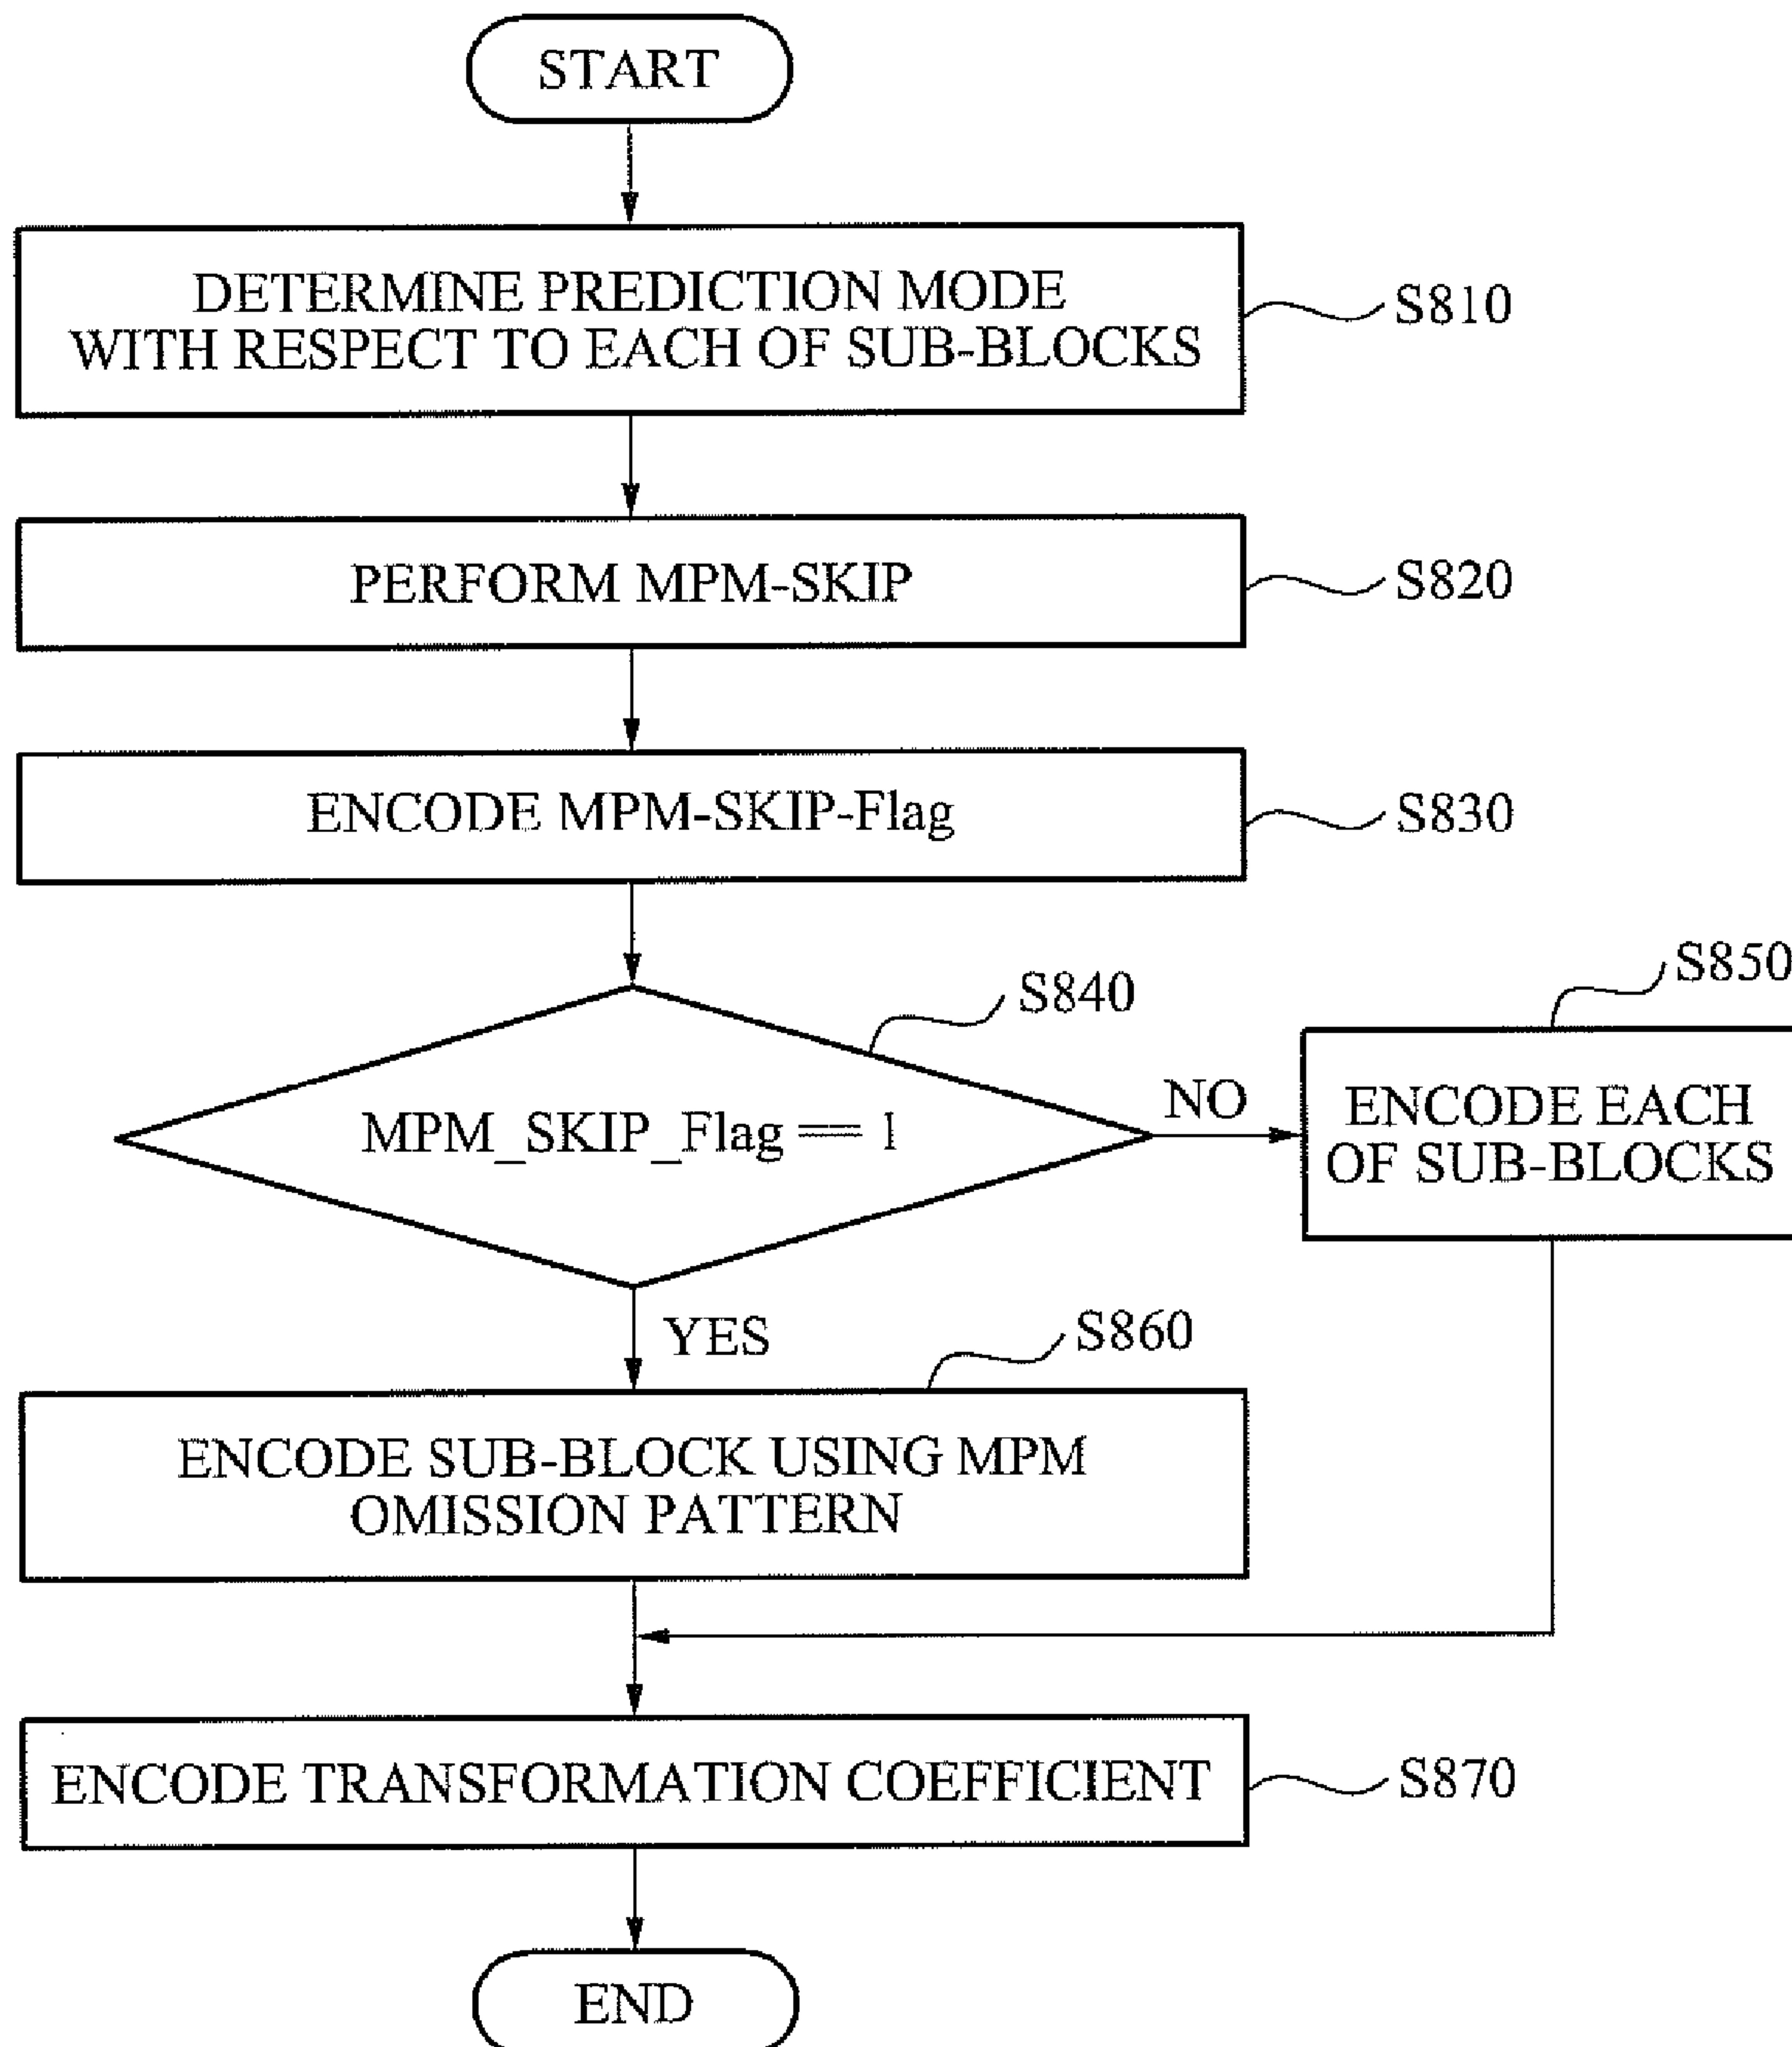 START
DETERMINE PREDICTION MODE
WITH RESPECT TO EACH OF SUB-BLOCKS
S810
PERFORM MPM-SKIP
S820
ENCODE MPM-SKIP-Flag
S830
MPM_SKIP_Flag == 1
S840
NO
S850
ENCODE EACH
OF SUB-BLOCKS
YES
S860
ENCODE SUB-BLOCK USING MPM
OMISSION PATTERN
ENCODE TRANSFORMATION COEFFICIENT
S870
END